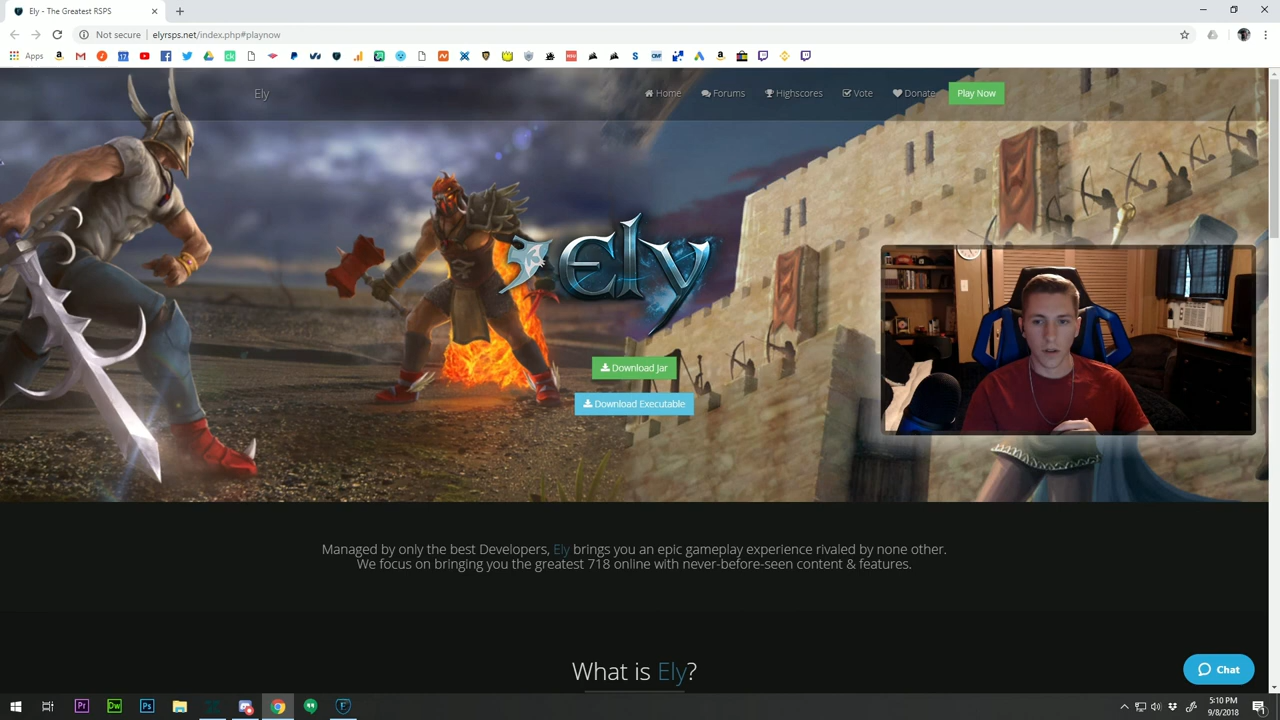 Ely - The Greatest RSPS
Not secure
elyrsps.net/index.php#playnow
Apps
Ely
Home
Forums
Highscores
Vote
Donate
Play Now
Ely
Download Jar
Download Executable
Managed by only the best Developers, Ely brings you an epic gameplay experience rivaled by none other.
We focus on bringing you the greatest 718 online with never-before-seen content & features.
What is Ely?
Chat
5:10 PM
9/8/2018